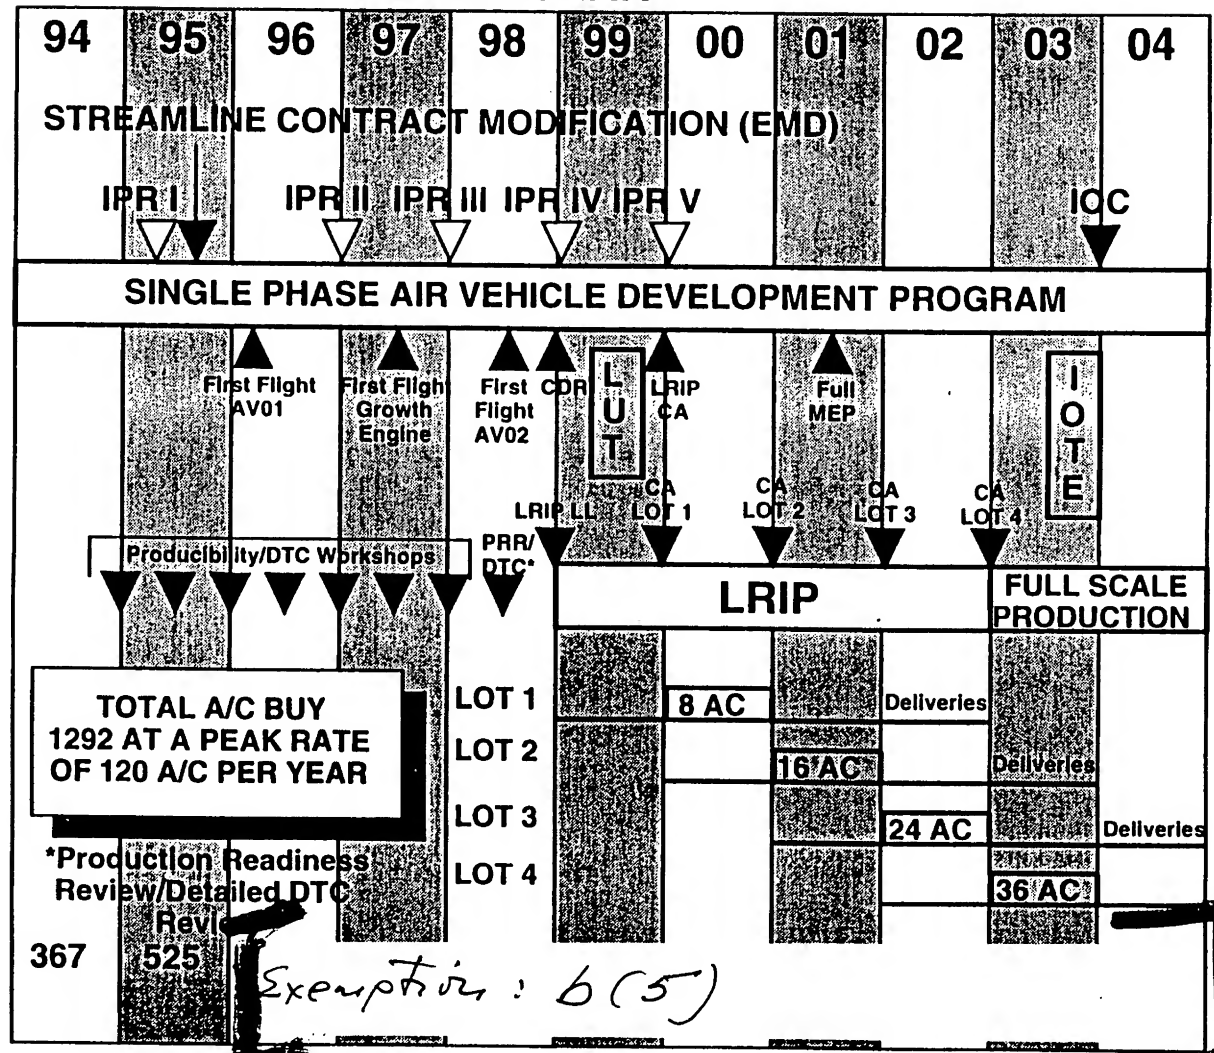 94 95 96 97 98 99 00 01 02 03 04
STREAMLINE CONTRACT MODIFICATION (EMD)
IPR I IPR II IPR III IPR IV IPR V IOC
SINGLE PHASE AIR VEHICLE DEVELOPMENT PROGRAM
First Flight
AV01
First Flight
Growth
Engine
First
Flight
AV02
CDR
LUT
LRIP
CA
Full
MEP
IOTE
LRIP LL
CA
LOT 1
CA
LOT 2
CA
LOT 3
CA
LOT 4
Producibility/DTC Workshops
PRR/
DTC*
LRIP
FULL SCALE
PRODUCTION
TOTAL A/C BUY
1292 AT A PEAK RATE
OF 120 A/C PER YEAR
LOT 1 8 AC Deliveries
LOT 2 16 AC Deliveries
LOT 3 24 AC Deliveries
LOT 4 36 AC
*Production Readiness
Review/Detailed DTC
367 525
Exemption: b(5)